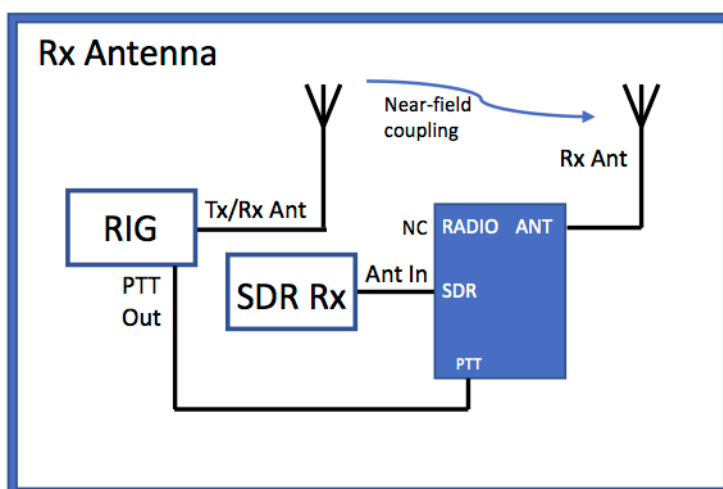 Rx Antenna
Near-field
coupling
Rx Ant
Tx/Rx Ant
RIG
NC
RADIO ANT
Ant In
PTT
Out
SDR Rx
SDR
PTT